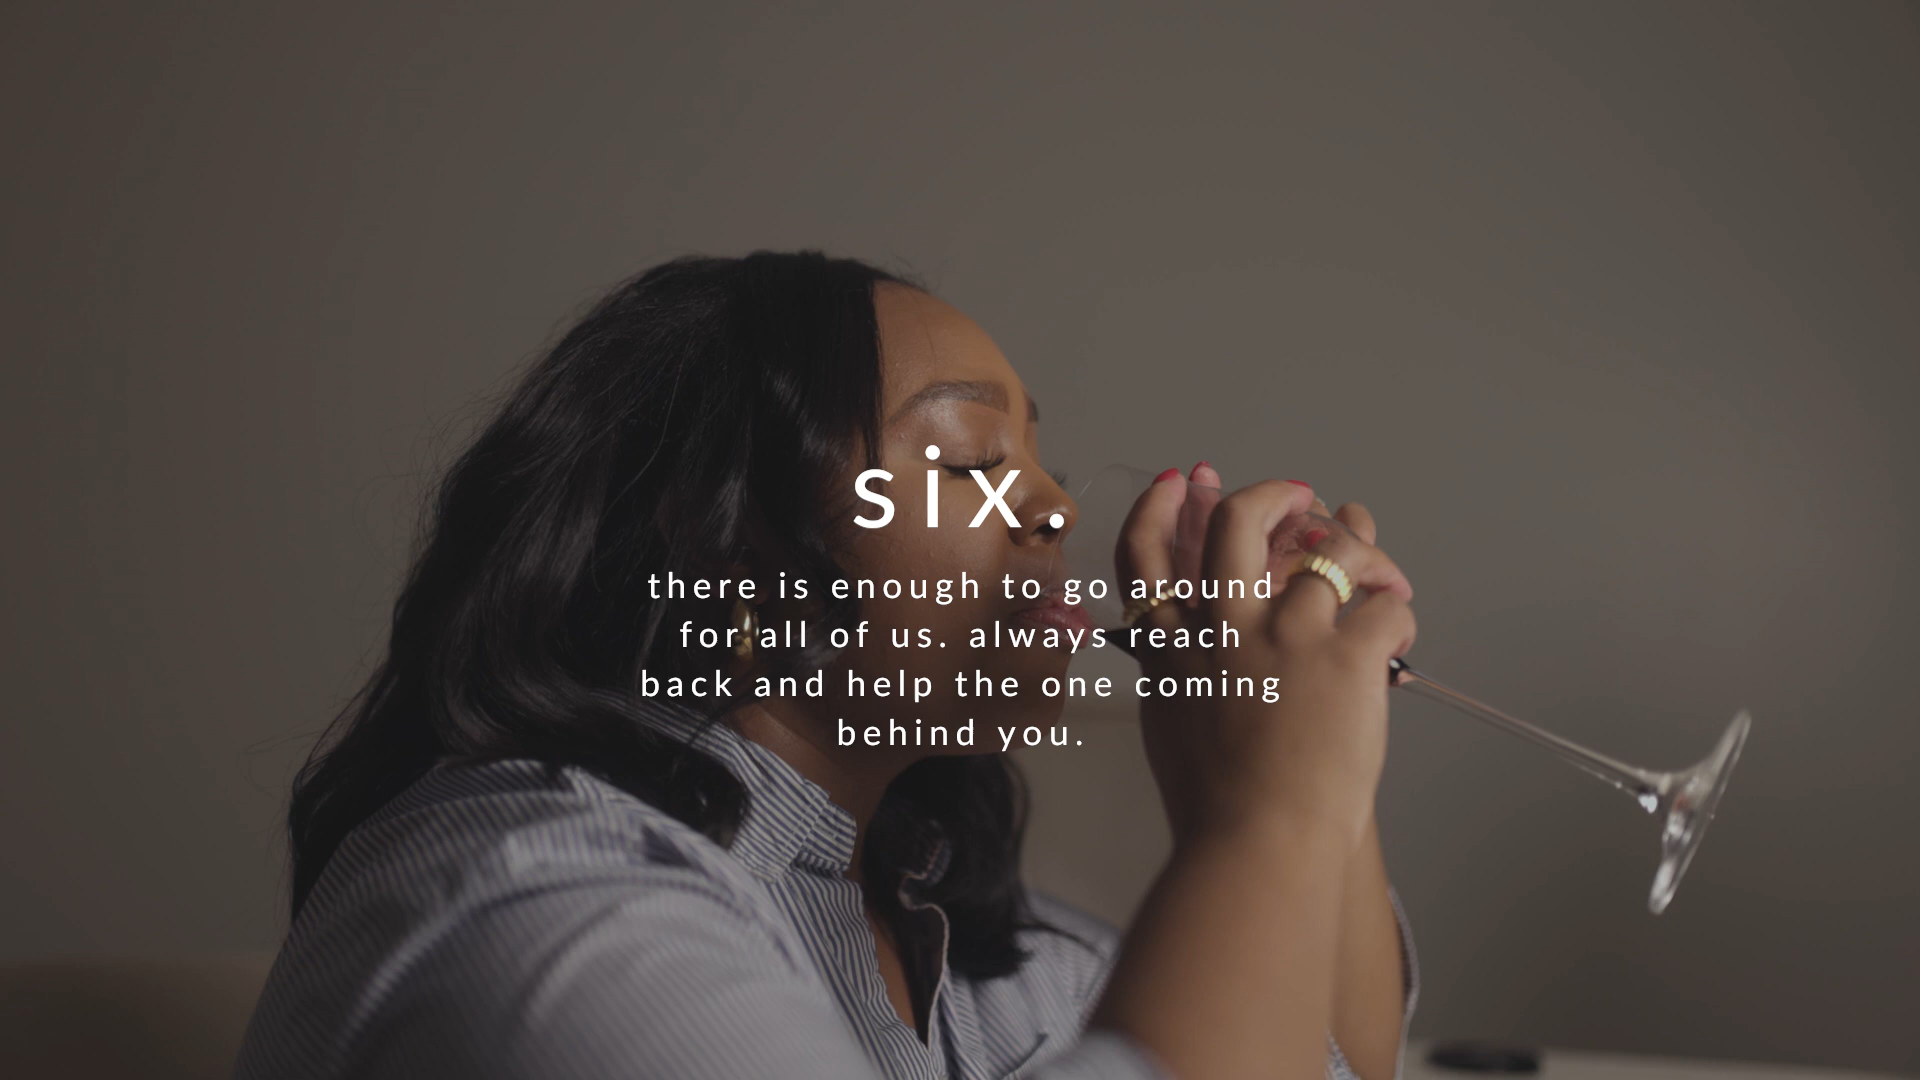 six.
there is enough to go around
for all of us. always reach
back and help the one coming
behind you.